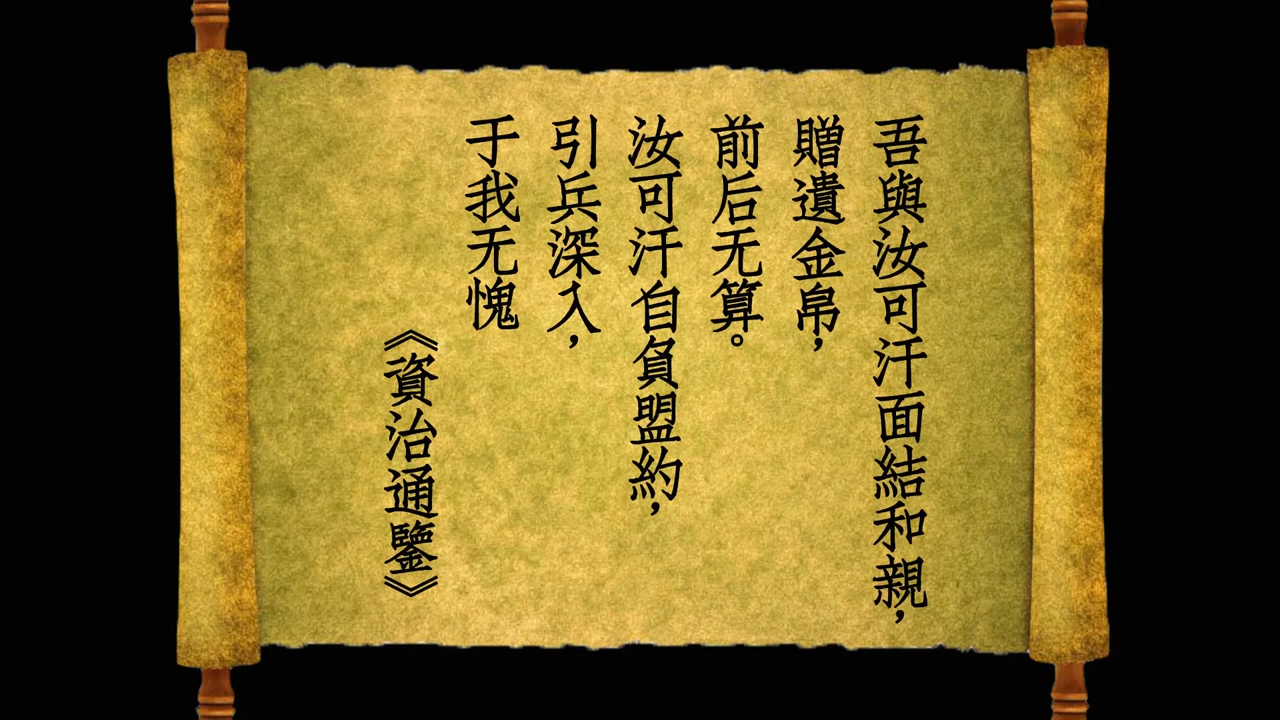 吾與汝可汗面結和親，
贈遺金帛，
前后无算。
汝可汗自負盟約，
引兵深入，
于我无愧
《資治通鑒》